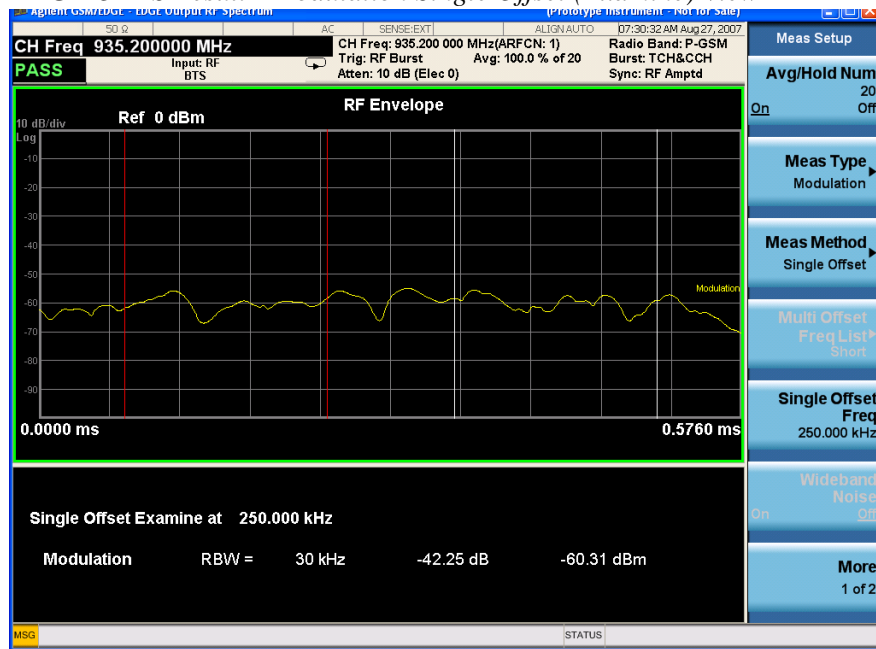 Agilent GSM/EDGE - EDGE Output RF Spectrum (Prototype Instrument - Not for Sale)
50 Ω AC SENSE:EXT ALIGN AUTO 07:30:32 AM Aug 27, 2007
CH Freq 935.200000 MHz
CH Freq: 935.200 000 MHz(ARFCN: 1) Radio Band: P-GSM
Trig: RF Burst Avg: 100.0 % of 20 Burst: TCH&CCH
Atten: 10 dB (Elec 0) Sync: RF Amptd
PASS
Input: RF
BTS
Meas Setup
RF Envelope
10 dB/div Ref 0 dBm
Log
-10
-20
-30
-40
-50
-60
-70
-80
-90
Modulation
0.0000 ms 0.5760 ms
Single Offset Examine at 250.000 kHz
Modulation RBW = 30 kHz -42.25 dB -60.31 dBm
Avg/Hold Num
20
On Off
Meas Type
Modulation
Meas Method
Single Offset
Multi Offset
Freq List
Short
Single Offset
Freq
250.000 kHz
Wideband
Noise
On Off
More
1 of 2
MSG STATUS